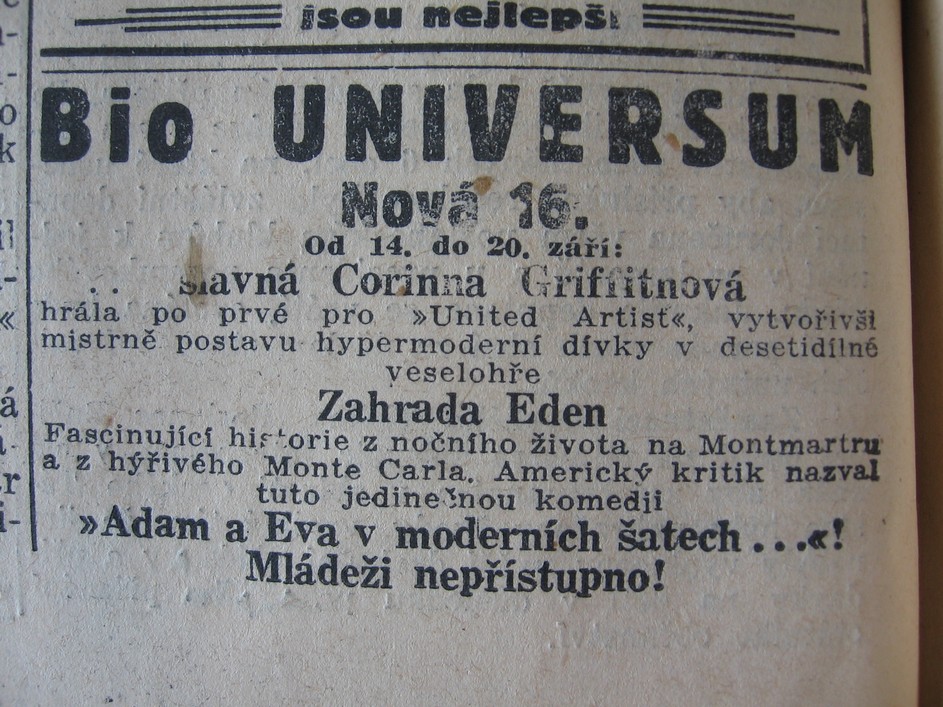 jsou nejlepší
Bio UNIVERSUM
Nová 16.
Od 14. do 20. září:
slavná Corinna Griffitnová
hrála po prvé pro »United Artist«, vytvořivši
mistrně postavu hypermoderní dívky v desetidílné
veselohře
Zahrada Eden
Fascinující historie z nočního života na Montmartru
a z hýřivého Monte Carla. Americký kritik nazval
tuto jedinečnou komedji
»Adam a Eva v moderních šatech...«!
Mládeži nepřístupno!